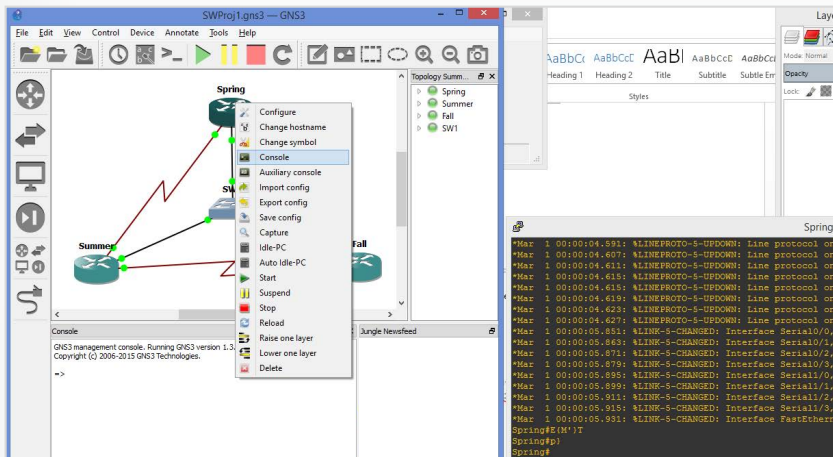 SWProj1.gns3 — GNS3
File Edit View Control Device Annotate Tools Help
Topology Summ...
Spring
Summer
Fall
SW1
Spring
Summer
Fall
Configure
Change hostname
Change symbol
Console
Auxiliary console
Import config
Export config
Save config
Capture
Idle-PC
Auto Idle-PC
Start
Suspend
Stop
Reload
Raise one layer
Lower one layer
Delete
Console
GNS3 management console. Running GNS3 version 1.3.
Copyright (c) 2006-2015 GNS3 Technologies.
=>
Jungle Newsfeed
AaBbCc AaBbCcE AaB AaBbCcD AaBbCcD
Heading 1 Heading 2 Title Subtitle Subtle Em
Styles
Lay
Mode: Normal
Opacity
Lock:
Spring
*Mar 1 00:00:04.591: %LINEPROTO-5-UPDOWN: Line protocol on
*Mar 1 00:00:04.607: %LINEPROTO-5-UPDOWN: Line protocol on
*Mar 1 00:00:04.611: %LINEPROTO-5-UPDOWN: Line protocol on
*Mar 1 00:00:04.615: %LINEPROTO-5-UPDOWN: Line protocol on
*Mar 1 00:00:04.615: %LINEPROTO-5-UPDOWN: Line protocol on
*Mar 1 00:00:04.619: %LINEPROTO-5-UPDOWN: Line protocol on
*Mar 1 00:00:04.623: %LINEPROTO-5-UPDOWN: Line protocol on
*Mar 1 00:00:04.627: %LINEPROTO-5-UPDOWN: Line protocol on
*Mar 1 00:00:05.851: %LINK-5-CHANGED: Interface Serial0/0,
*Mar 1 00:00:05.863: %LINK-5-CHANGED: Interface Serial0/1,
*Mar 1 00:00:05.871: %LINK-5-CHANGED: Interface Serial0/2,
*Mar 1 00:00:05.879: %LINK-5-CHANGED: Interface Serial0/3,
*Mar 1 00:00:05.895: %LINK-5-CHANGED: Interface Serial1/0,
*Mar 1 00:00:05.899: %LINK-5-CHANGED: Interface Serial1/1,
*Mar 1 00:00:05.911: %LINK-5-CHANGED: Interface Serial1/2,
*Mar 1 00:00:05.915: %LINK-5-CHANGED: Interface Serial1/3,
*Mar 1 00:00:05.931: %LINK-5-CHANGED: Interface FastEthern
Spring#E(M')T
Spring#p)
Spring#